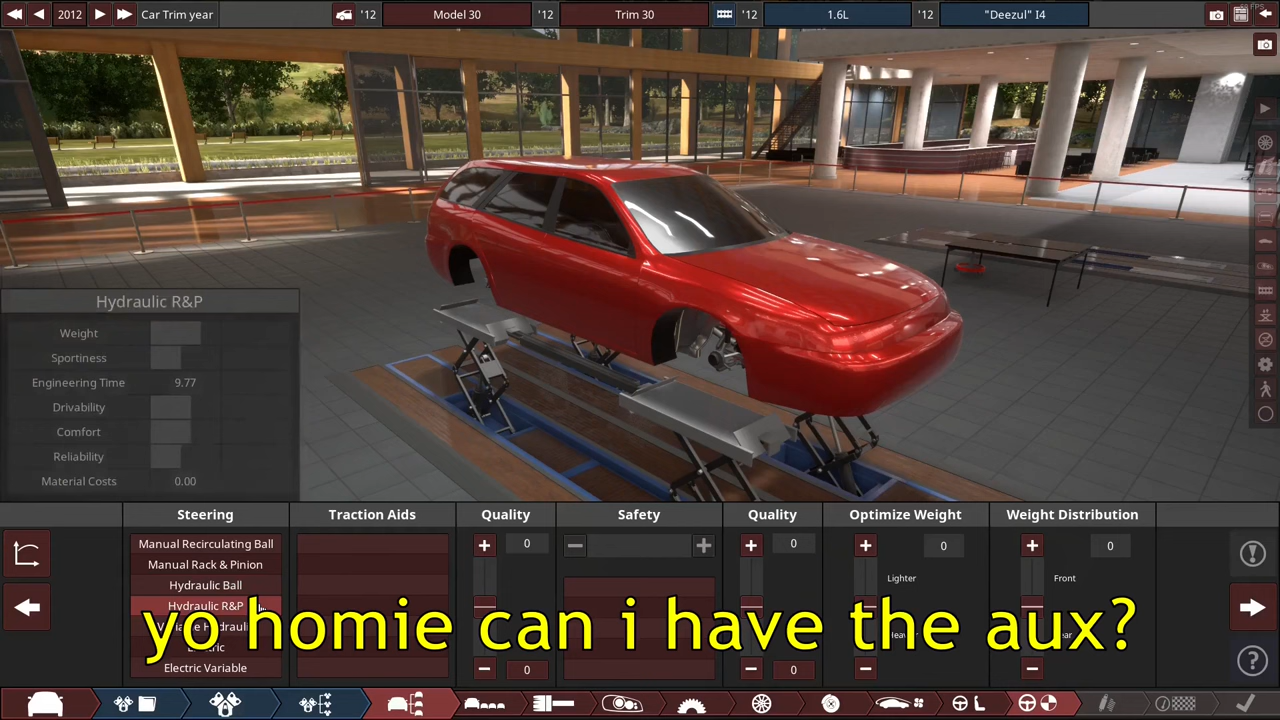 2012 Car Trim year '12 Model 30 '12 Trim 30 '12 1.6L '12 "Deezul" I4
Hydraulic R&P
Weight
Sportiness
Engineering Time 9.77
Drivability
Comfort
Reliability
Material Costs 0.00
Steering Traction Aids Quality Safety Quality Optimize Weight Weight Distribution
Manual Recirculating Ball
Manual Rack & Pinion
Hydraulic Ball
Hydraulic R&P
Electric
Electric Variable
+ 0
- 0
- +
+ 0
- 0
+ 0
Lighter
-
+ 0
Front
-
yo homie can i have the aux?